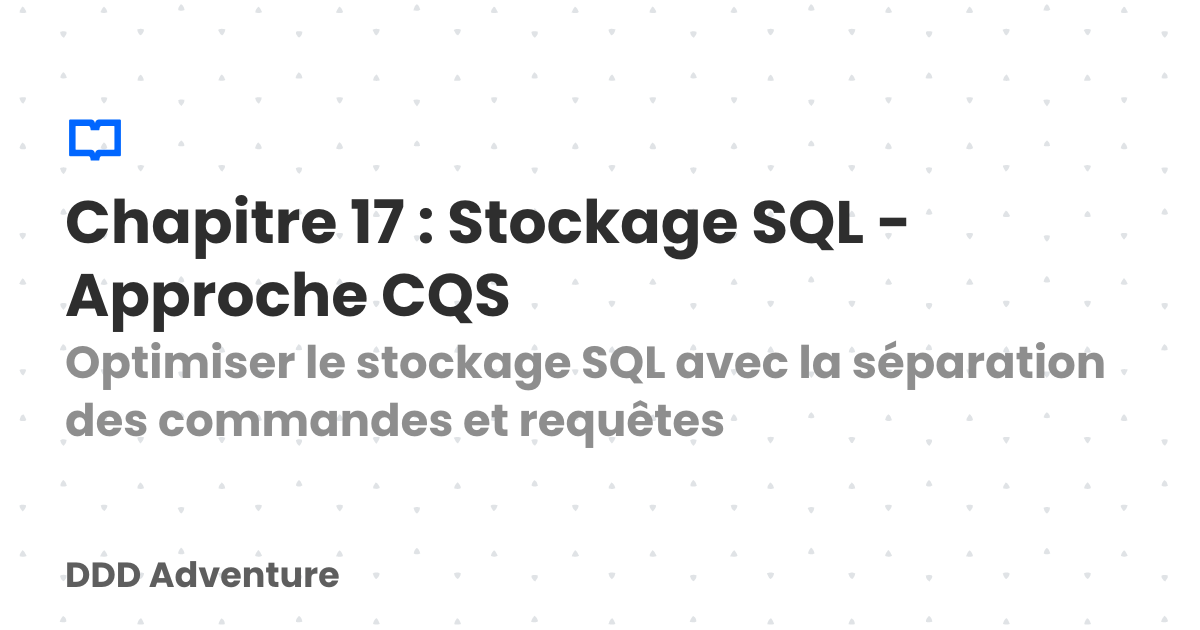 Chapitre 17 : Stockage SQL -
Approche CQS
Optimiser le stockage SQL avec la séparation
des commandes et requêtes
DDD Adventure